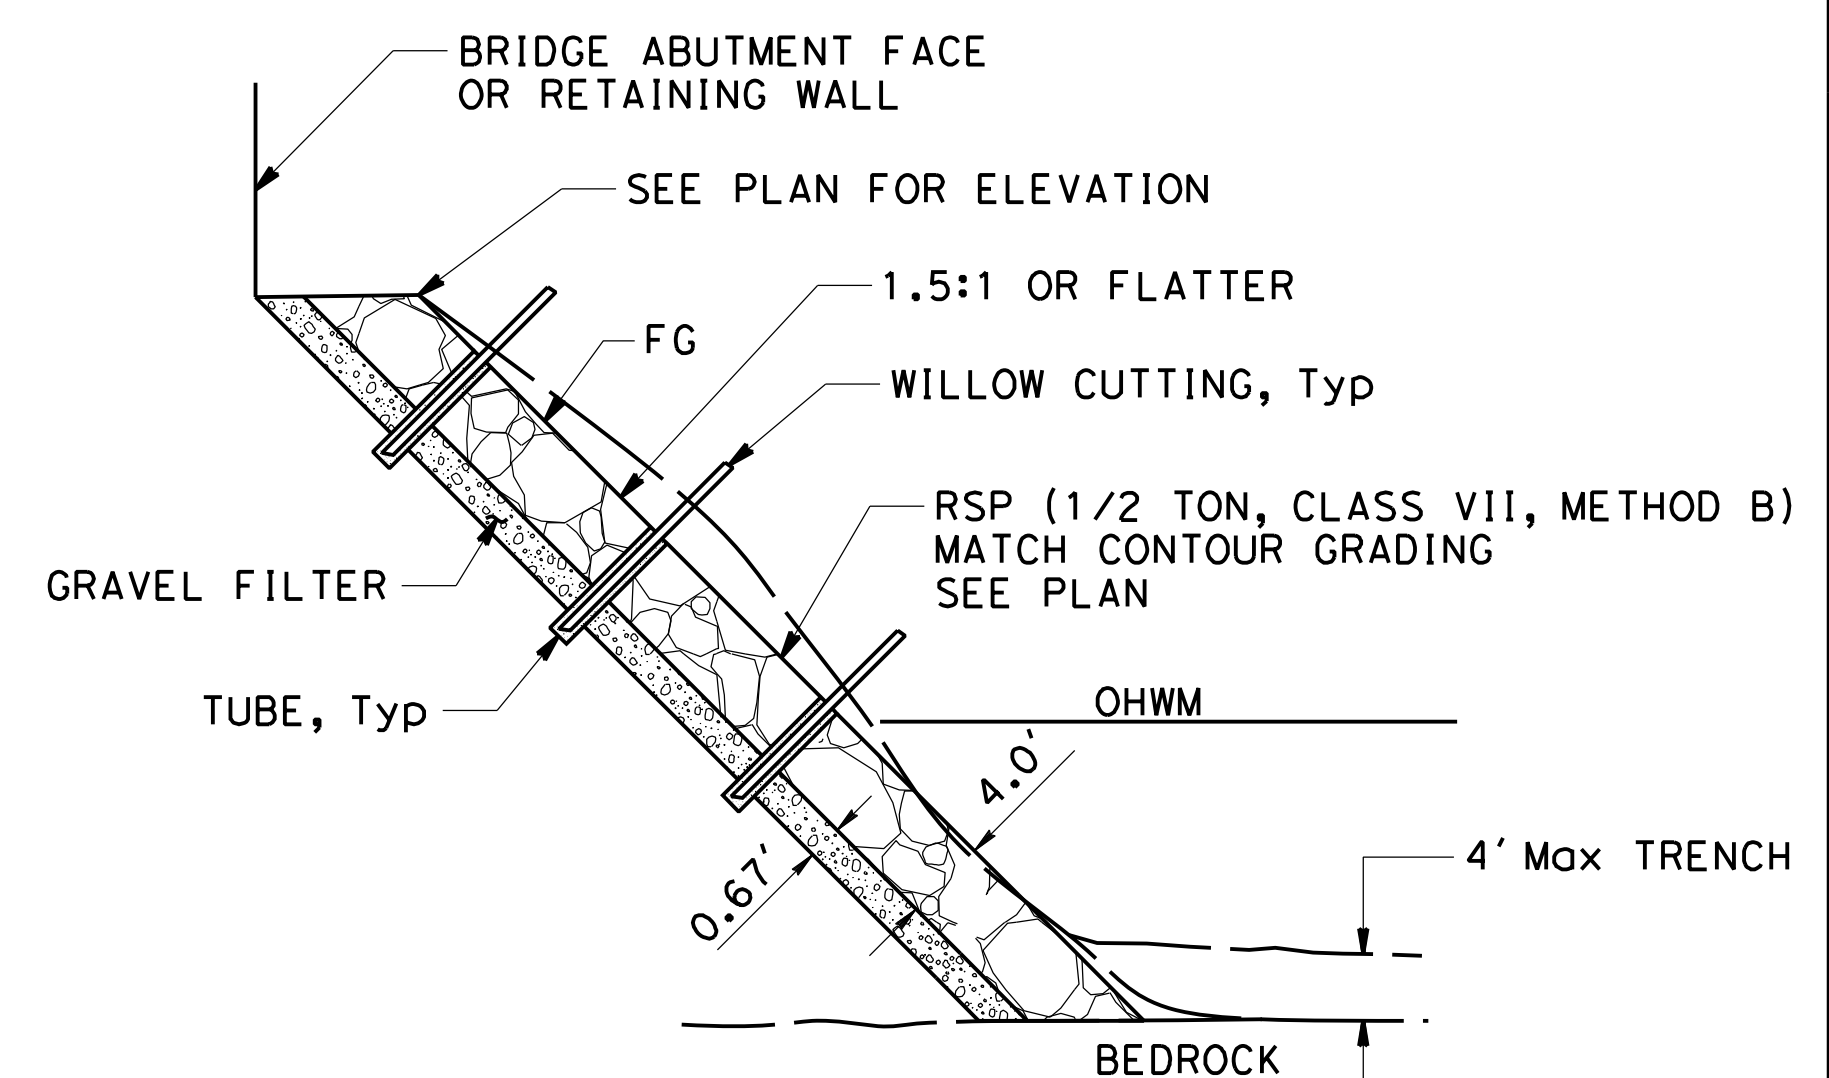 BRIDGE ABUTMENT FACE
OR RETAINING WALL
SEE PLAN FOR ELEVATION
1.5:1 OR FLATTER
FG
WILLOW CUTTING, Typ
RSP (1/2 TON, CLASS VII, METHOD B)
MATCH CONTOUR GRADING
SEE PLAN
GRAVEL FILTER
TUBE, Typ
OHWM
4.0'
0.67'
4' Max TRENCH
BEDROCK